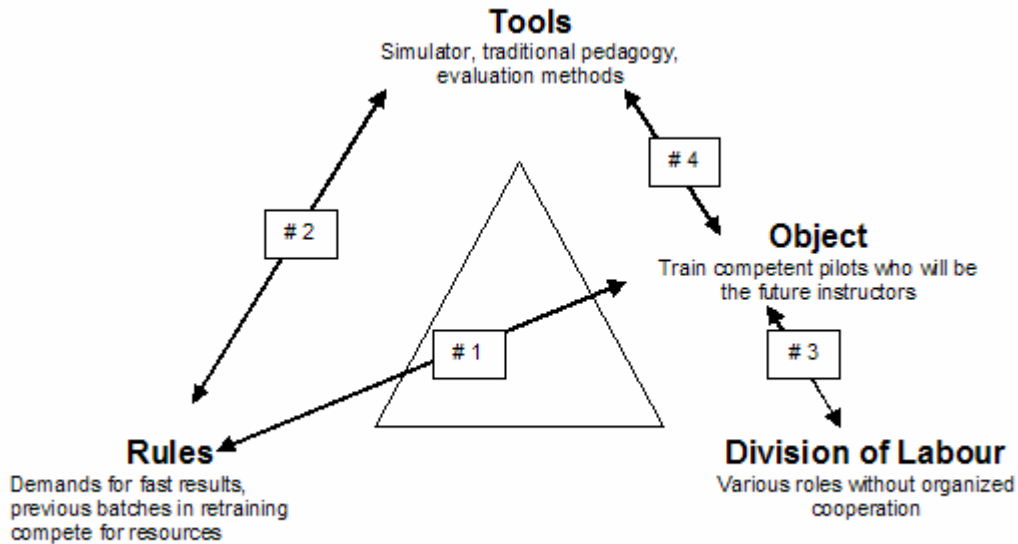 Tools
Simulator, traditional pedagogy,
evaluation methods
# 4
# 2
Object
Train competent pilots who will be
the future instructors
# 1
# 3
Rules
Demands for fast results,
previous batches in retraining
compete for resources
Division of Labour
Various roles without organized
cooperation